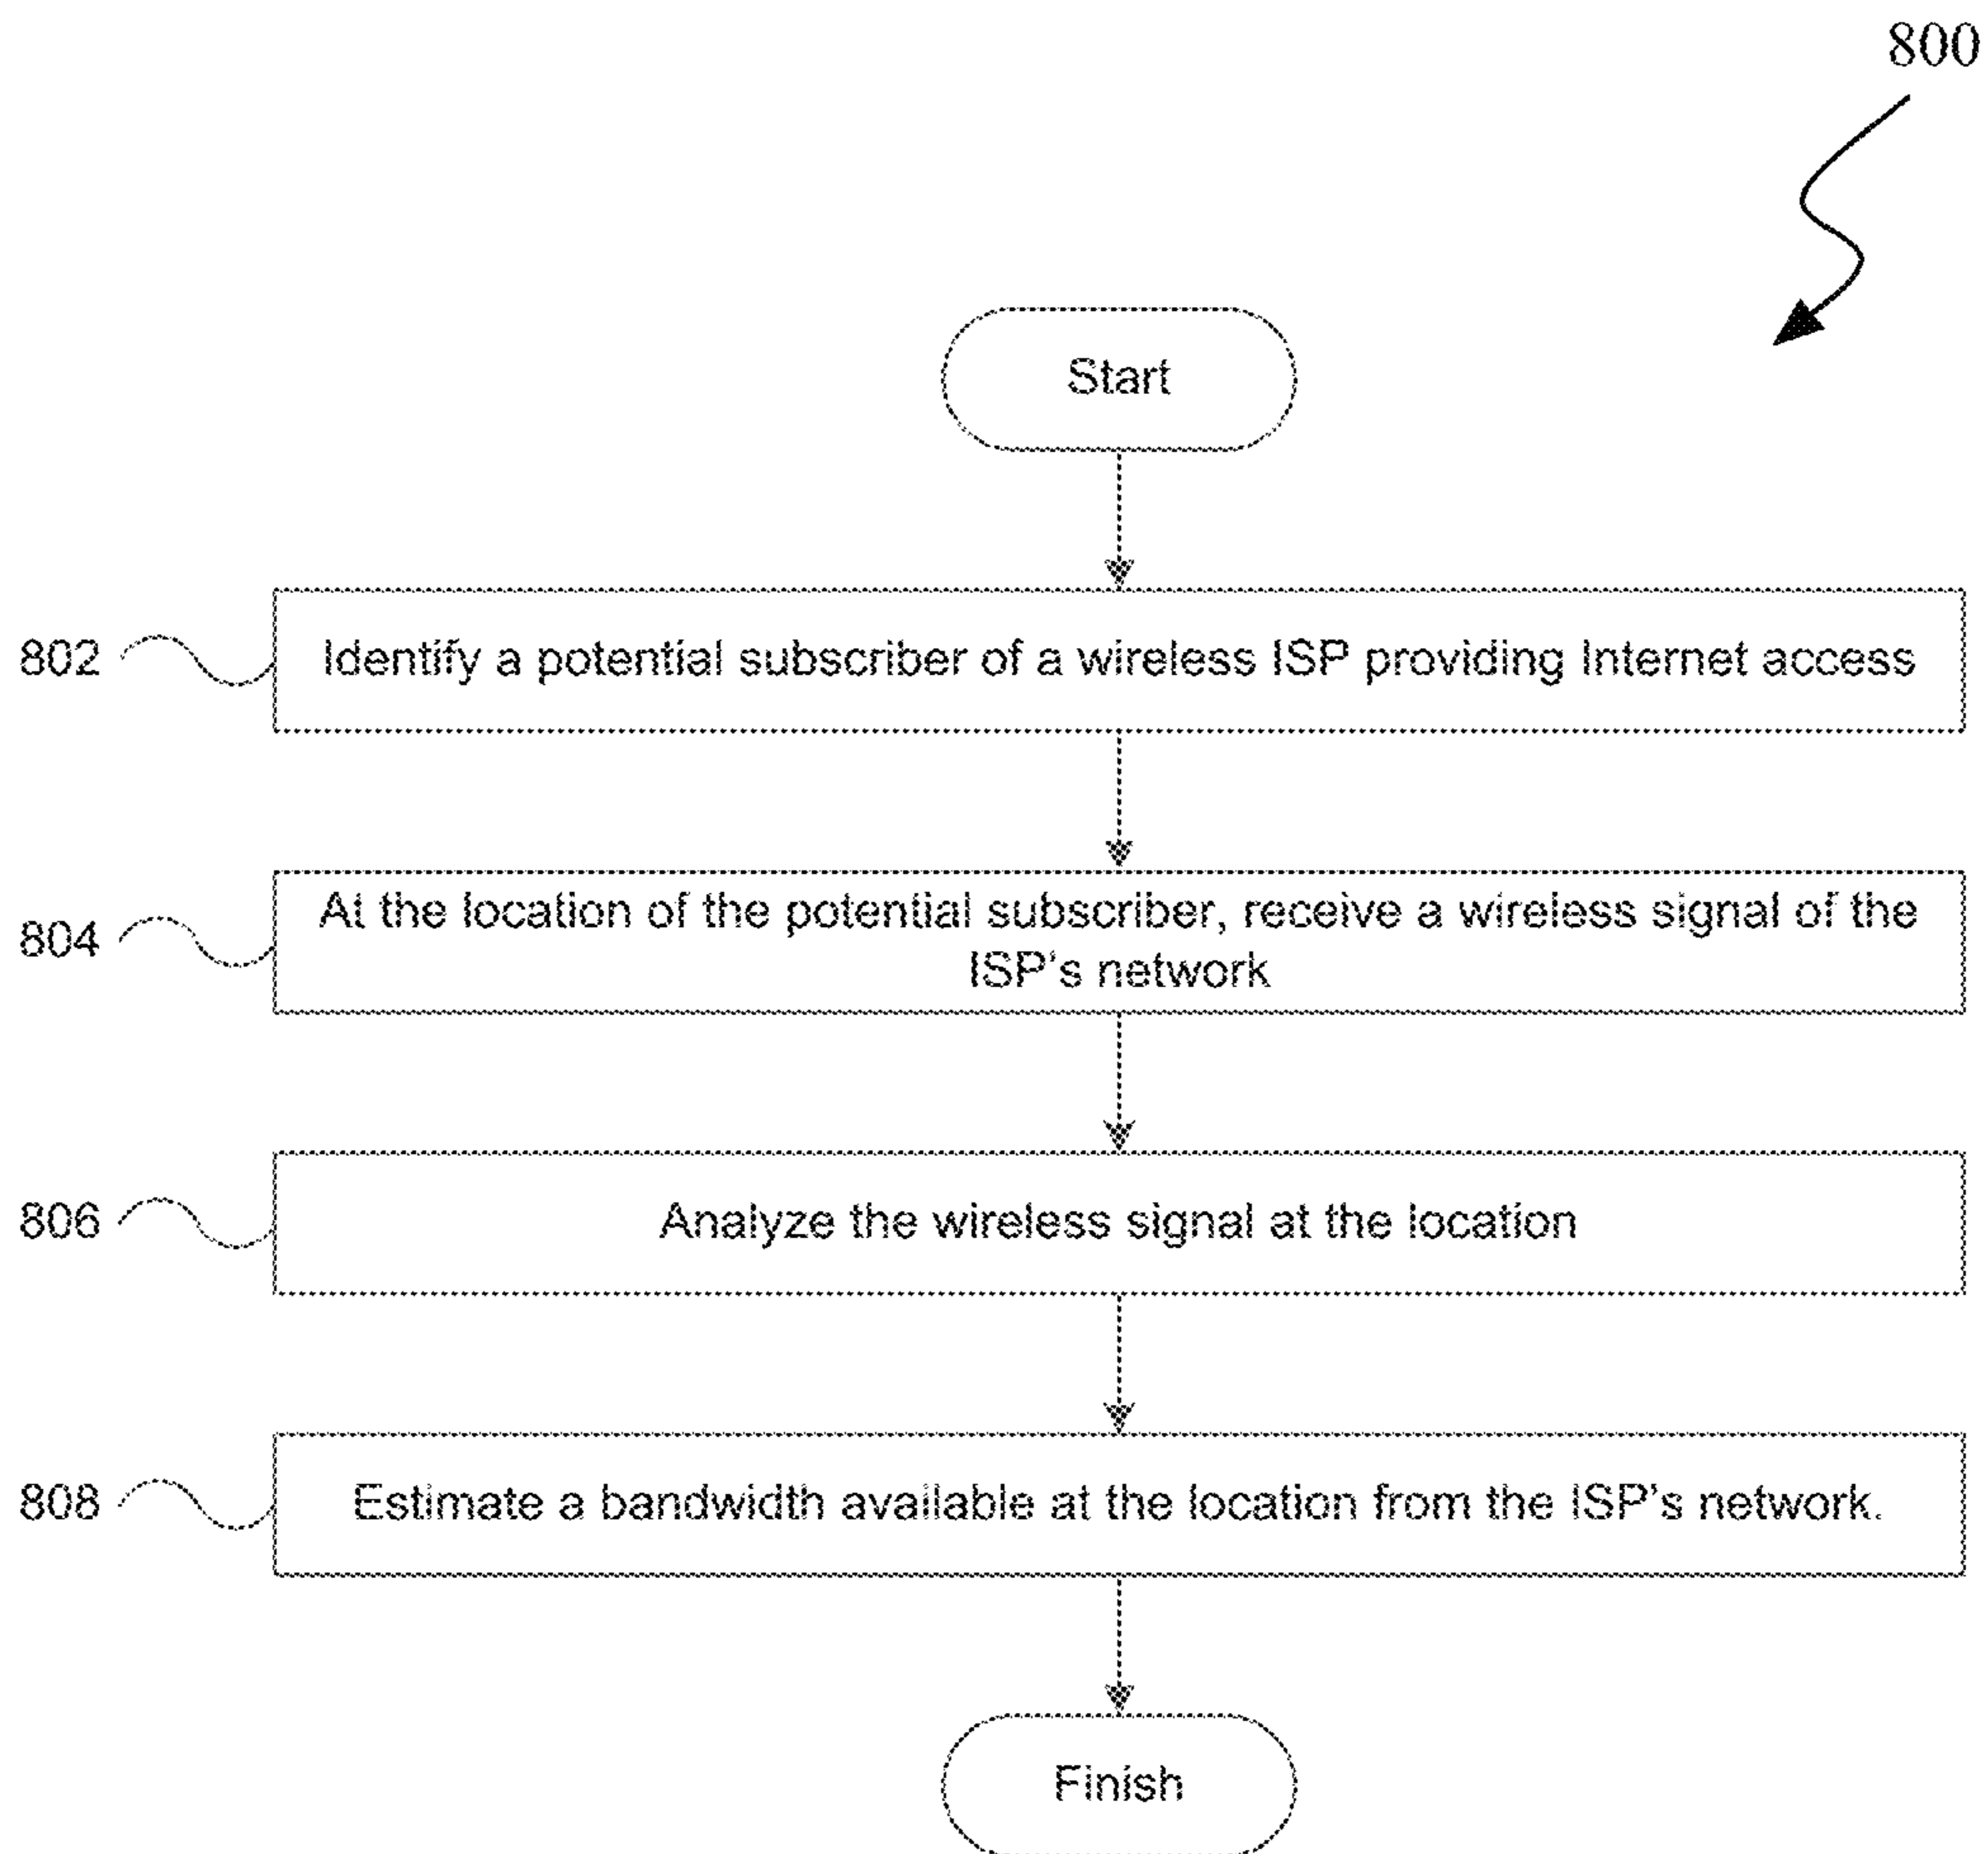 800
Start
802
Identify a potential subscriber of a wireless ISP providing Internet access
804
At the location of the potential subscriber, receive a wireless signal of the
ISP's network
806
Analyze the wireless signal at the location
808
Estimate a bandwidth available at the location from the ISP's network.
Finish